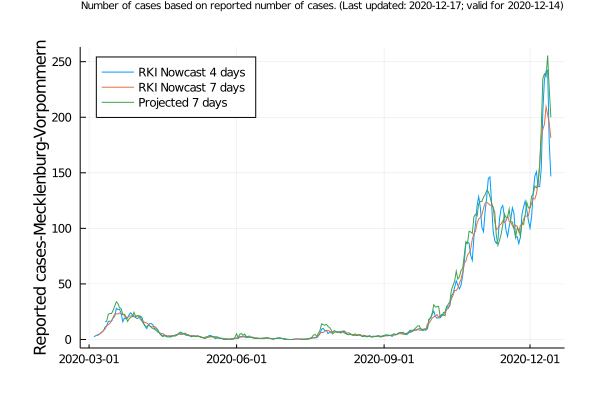 Number of cases based on reported number of cases. (Last updated: 2020-12-17; valid for 2020-12-14)
Reported cases-Mecklenburg-Vorpommern
250
200
150
100
50
0
RKI Nowcast 4 days
RKI Nowcast 7 days
Projected 7 days
2020-03-01
2020-06-01
2020-09-01
2020-12-01